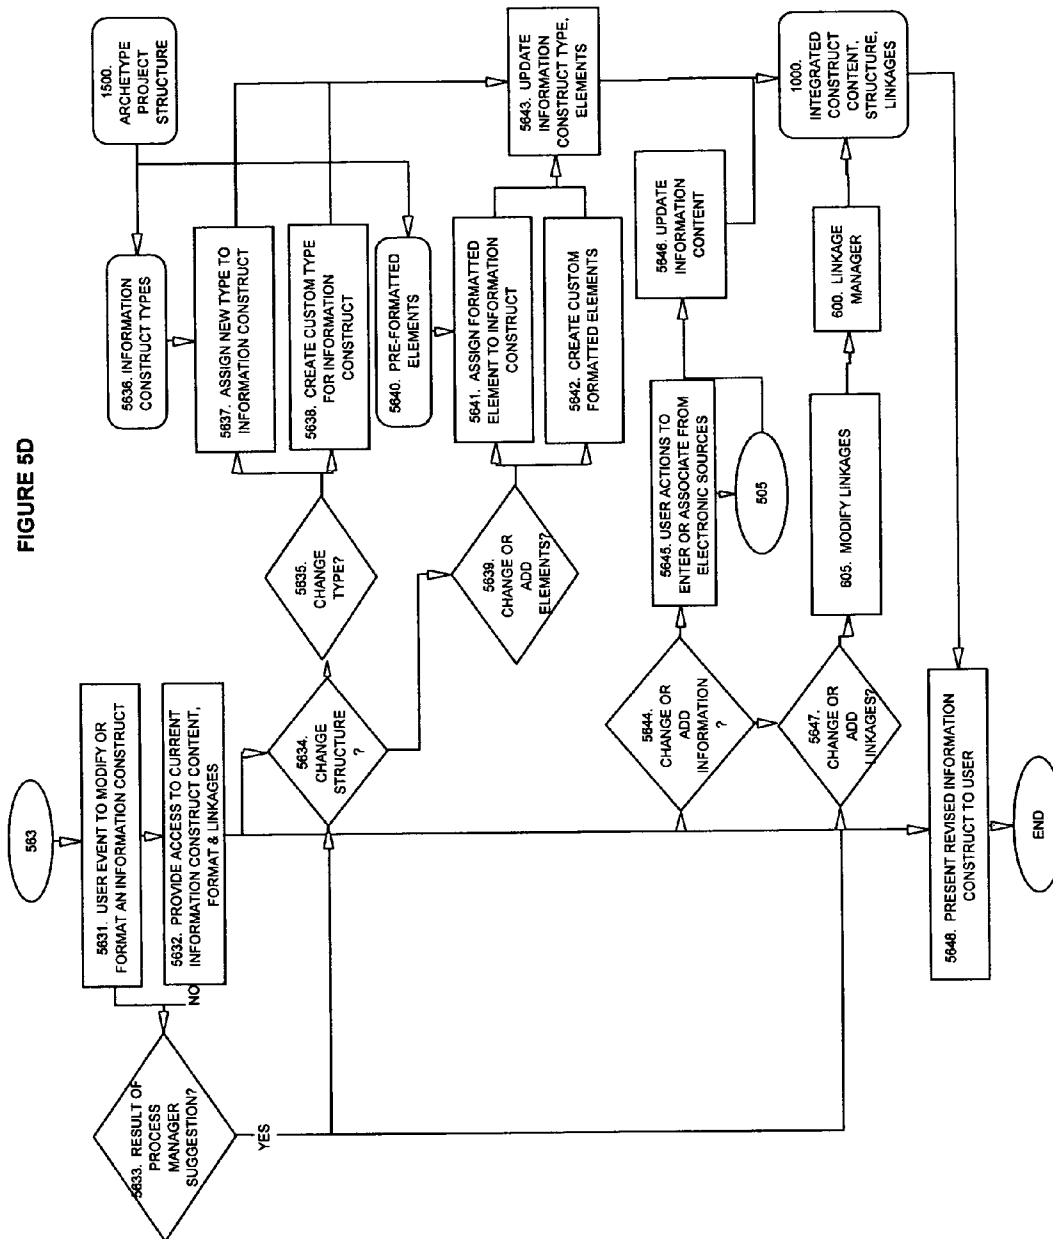 FIGURE 5D
563
5631. USER EVENT TO MODIFY OR
FORMAT AN INFORMATION CONSTRUCT
5632. PROVIDE ACCESS TO CURRENT
INFORMATION CONSTRUCT CONTENT,
FORMAT & LINKAGES
NO
5633. RESULT OF
PROCESS
MANAGER
SUGGESTION?
YES
5634.
CHANGE
STRUCTURE
?
5635.
CHANGE
TYPE?
1500.
ARCHETYPE
PROJECT
STRUCTURE
5636. INFORMATION
CONSTRUCT TYPES
5637. ASSIGN NEW TYPE TO
INFORMATION CONSTRUCT
5638. CREATE CUSTOM TYPE
FOR INFORMATION
CONSTRUCT
5639.
CHANGE OR
ADD
ELEMENTS?
5640. PRE-FORMATTED
ELEMENTS
5641. ASSIGN FORMATTED
ELEMENT TO INFORMATION
CONSTRUCT
5642. CREATE CUSTOM
FORMATTED ELEMENTS
5643. UPDATE
INFORMATION
CONSTRUCT TYPE,
ELEMENTS
5644.
CHANGE OR
ADD
INFORMATION
?
5645. USER ACTIONS TO
ENTER OR ASSOCIATE FROM
ELECTRONIC SOURCES
505
5646. UPDATE
INFORMATION
CONTENT
5647.
CHANGE OR
ADD
LINKAGES?
605. MODIFY LINKAGES
600. LINKAGE
MANAGER
1000.
INTEGRATED
CONSTRUCT
CONTENT,
STRUCTURE,
LINKAGES
5648. PRESENT REVISED INFORMATION
CONSTRUCT TO USER
END